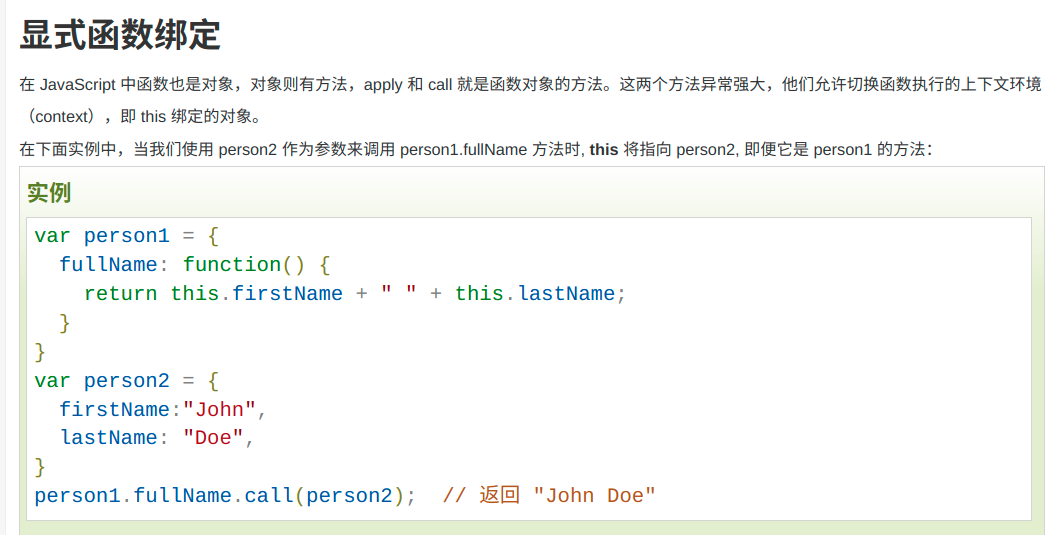 显式函数绑定
在 JavaScript 中函数也是对象，对象则有方法，apply 和 call 就是函数对象的方法。这两个方法异常强大，他们允许切换函数执行的上下文环境
（context），即 this 绑定的对象。
在下面实例中，当我们使用 person2 作为参数来调用 person1.fullName 方法时, this 将指向 person2, 即便它是 person1 的方法：
实例
var person1 = {
  fullName: function() {
    return this.firstName + " " + this.lastName;
  }
}
var person2 = {
  firstName:"John",
  lastName: "Doe",
}
person1.fullName.call(person2);  // 返回 "John Doe"